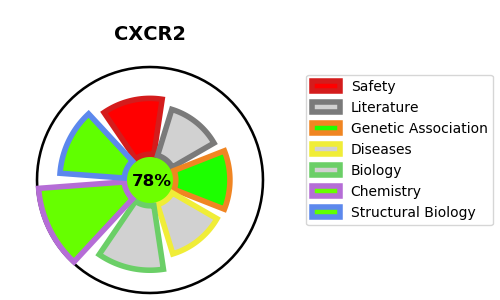 CXCR2
78%
Safety
Literature
Genetic Association
Diseases
Biology
Chemistry
Structural Biology